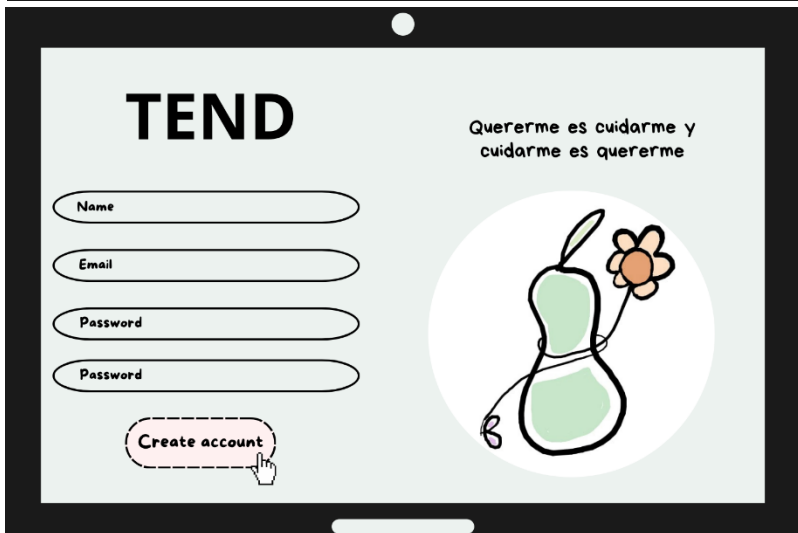 TEND
Name
Email
Password
Password
Create account
Quererme es cuidarme y
cuidarme es quererme